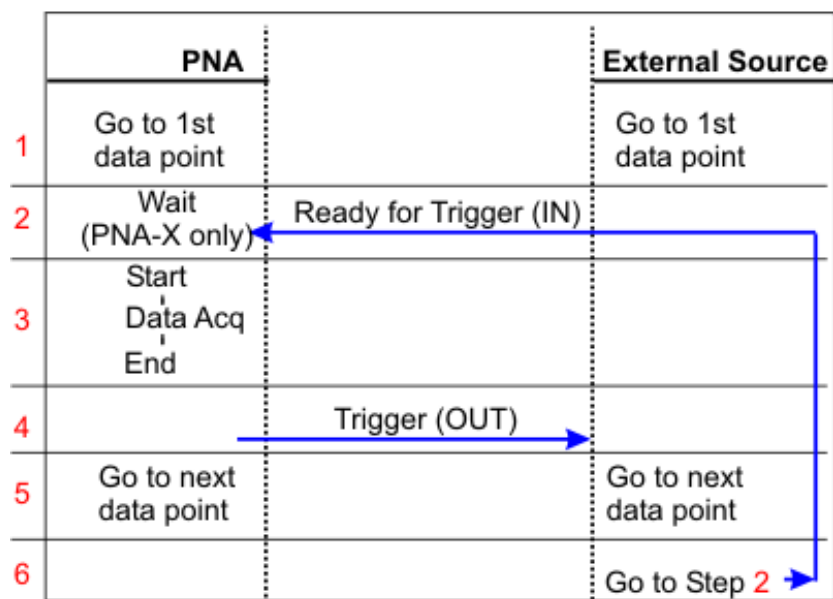 PNA
External Source
1
Go to 1st
data point
Go to 1st
data point
2
Wait
(PNA-X only)
Ready for Trigger (IN)
3
Start
Data Acq
End
4
Trigger (OUT)
5
Go to next
data point
Go to next
data point
6
Go to Step 2